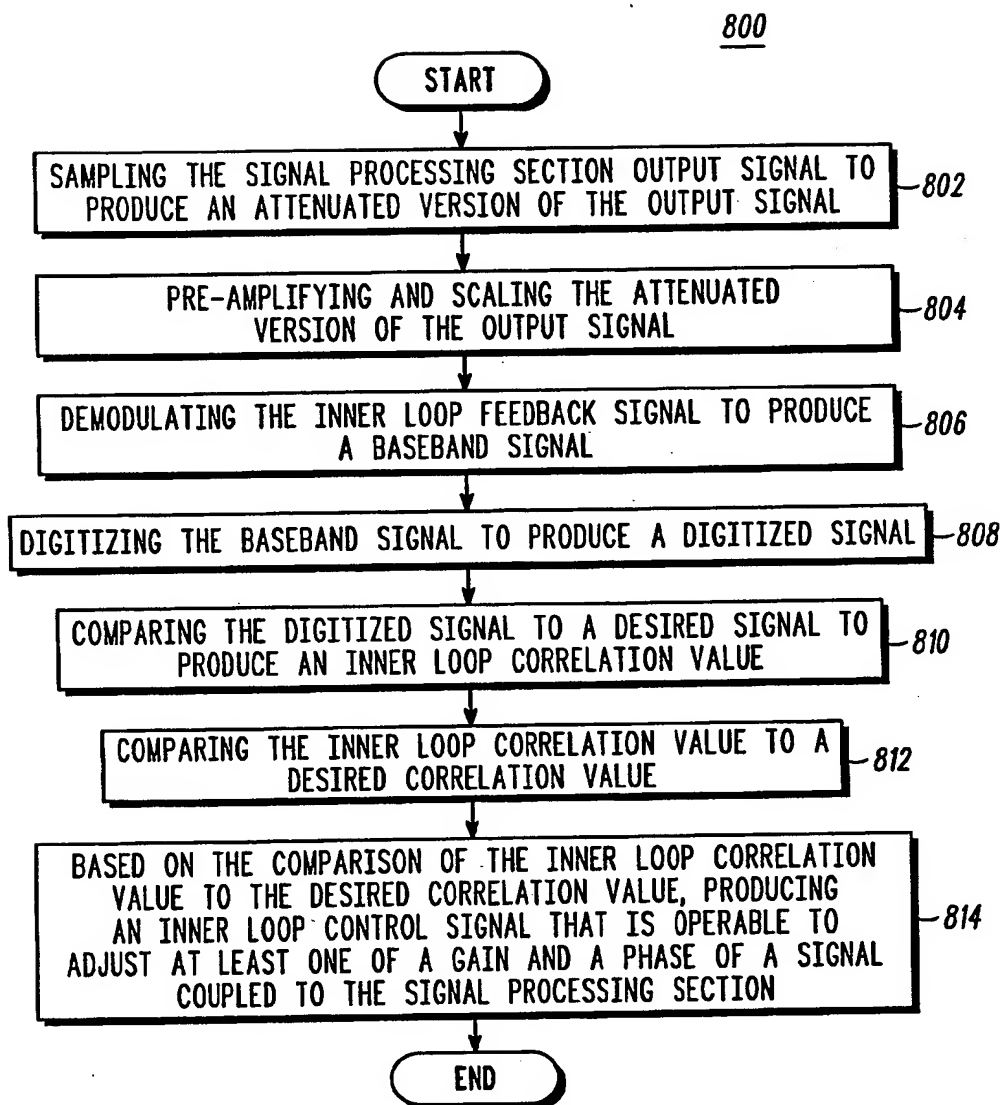 800
START
SAMPLING THE SIGNAL PROCESSING SECTION OUTPUT SIGNAL TO
PRODUCE AN ATTENUATED VERSION OF THE OUTPUT SIGNAL
802
PRE-AMPLIFYING AND SCALING THE ATTENUATED
VERSION OF THE OUTPUT SIGNAL
804
DEMODULATING THE INNER LOOP FEEDBACK SIGNAL TO PRODUCE
A BASEBAND SIGNAL
806
DIGITIZING THE BASEBAND SIGNAL TO PRODUCE A DIGITIZED SIGNAL
808
COMPARING THE DIGITIZED SIGNAL TO A DESIRED SIGNAL TO
PRODUCE AN INNER LOOP CORRELATION VALUE
810
COMPARING THE INNER LOOP CORRELATION VALUE TO A
DESIRED CORRELATION VALUE
812
BASED ON THE COMPARISON OF THE INNER LOOP CORRELATION
VALUE TO THE DESIRED CORRELATION VALUE, PRODUCING
AN INNER LOOP CONTROL SIGNAL THAT IS OPERABLE TO
ADJUST AT LEAST ONE OF A GAIN AND A PHASE OF A SIGNAL
COUPLED TO THE SIGNAL PROCESSING SECTION
814
END